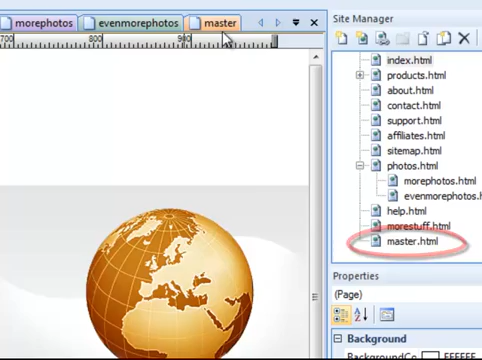 morephotos evenmorephotos master
700 800 900
Site Manager
index.html
products.html
about.html
contact.html
support.html
affiliates.html
sitemap.html
photos.html
morephotos.html
evenmorephotos.h
help.html
morestuff.html
master.html
Properties
(Page)
Background
BackgroundCo FFFFFF